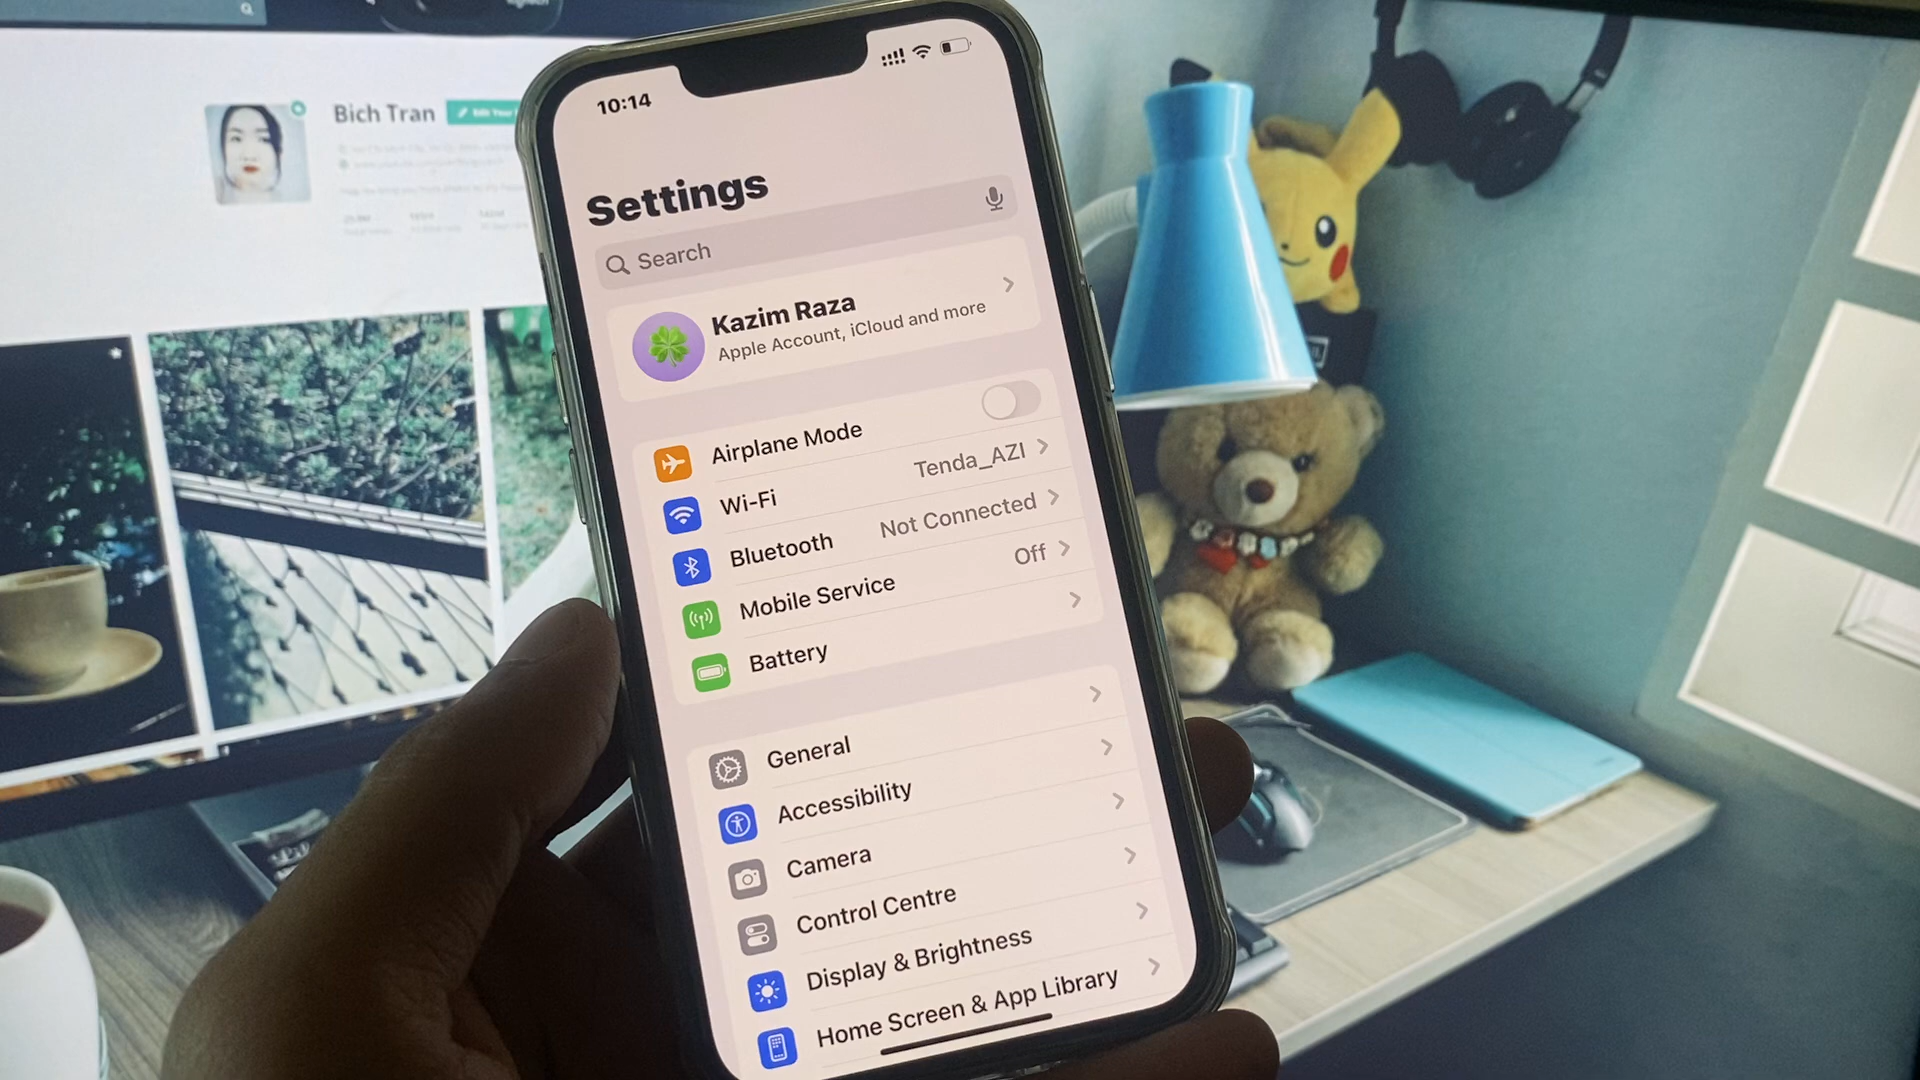 Bich Tran
10:14
Settings
Search
Kazim Raza
Apple Account, iCloud and more
Airplane Mode
Wi-Fi
Tenda_AZI
Bluetooth
Not Connected
Mobile Service
Off
Battery
General
Accessibility
Camera
Control Centre
Display & Brightness
Home Screen & App Library